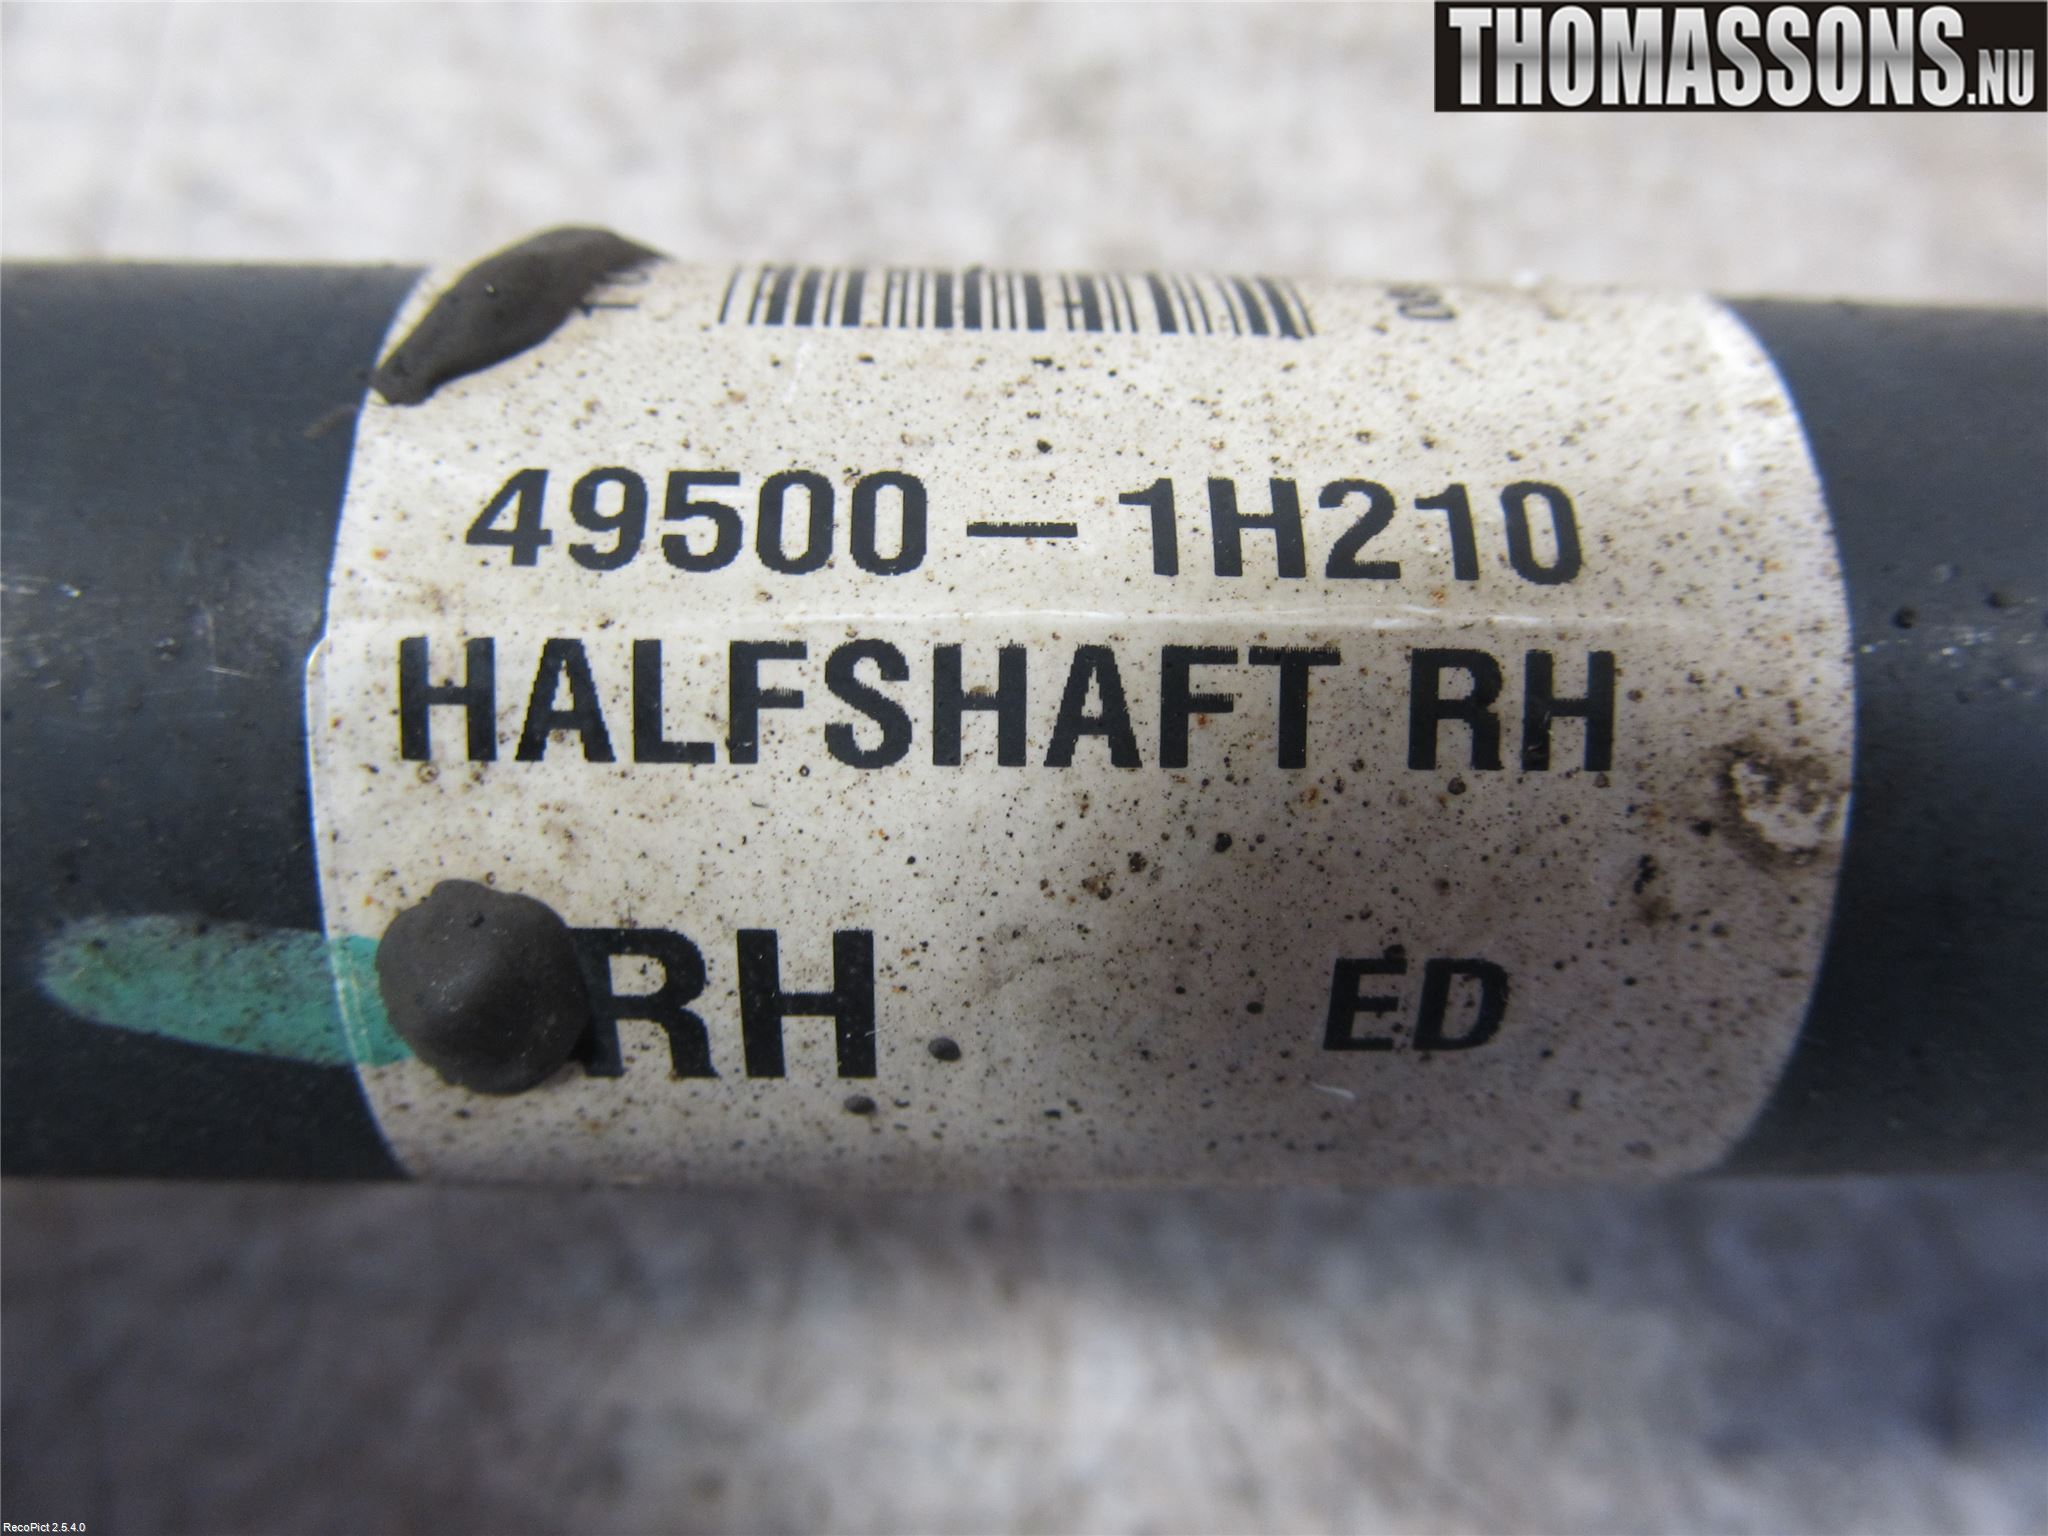 THOMASSONS.NU
49500-1H210
HALFSHAFT RH
RH ED
RecoPict 2.5.4.0